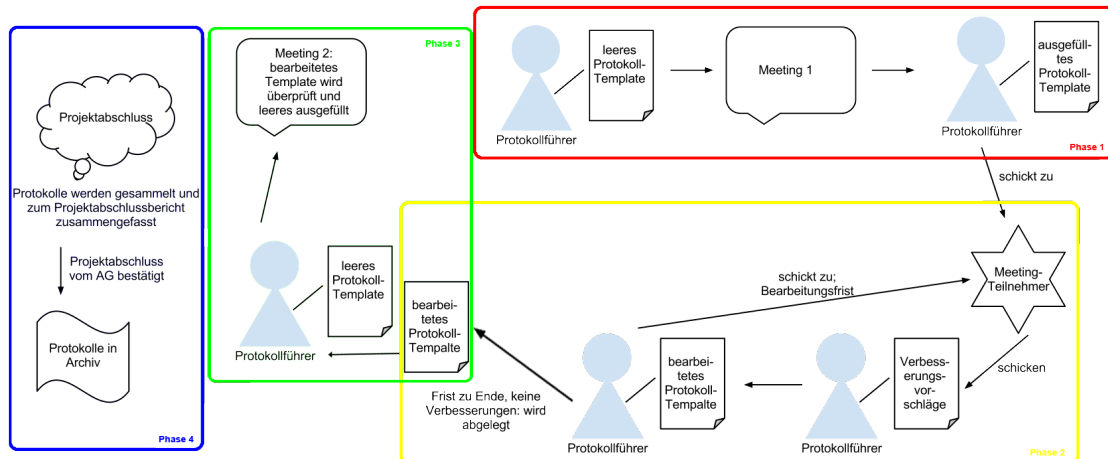 Phase 1
Protokollführer
leeres
Protokoll-
Template
Meeting 1
Protokollführer
ausgefüll-
tes
Protokoll-
Template
schickt zu
Meeting-
Teilnehmer
schicken
Verbess-
serungs-
vor-
schläge
Protokollführer
bearbei-
tetes
Protokoll-
Tempalte
Protokollführer
schickt zu;
Bearbeitungsfrist
Frist zu Ende, keine
Verbesserungen: wird
abgelegt
Phase 2
bearbei-
tetes
Protokoll-
Tempalte
Phase 3
leeres
Protokoll-
Template
Protokollführer
Meeting 2:
bearbeitetes
Template wird
überprüft und
leeres ausgefüllt
Projektabschluss
Protokolle werden gesammelt und
zum Projektabschlussbericht
zusammengefasst
Projektabschluss
vom AG bestätigt
Protokolle in
Archiv
Phase 4